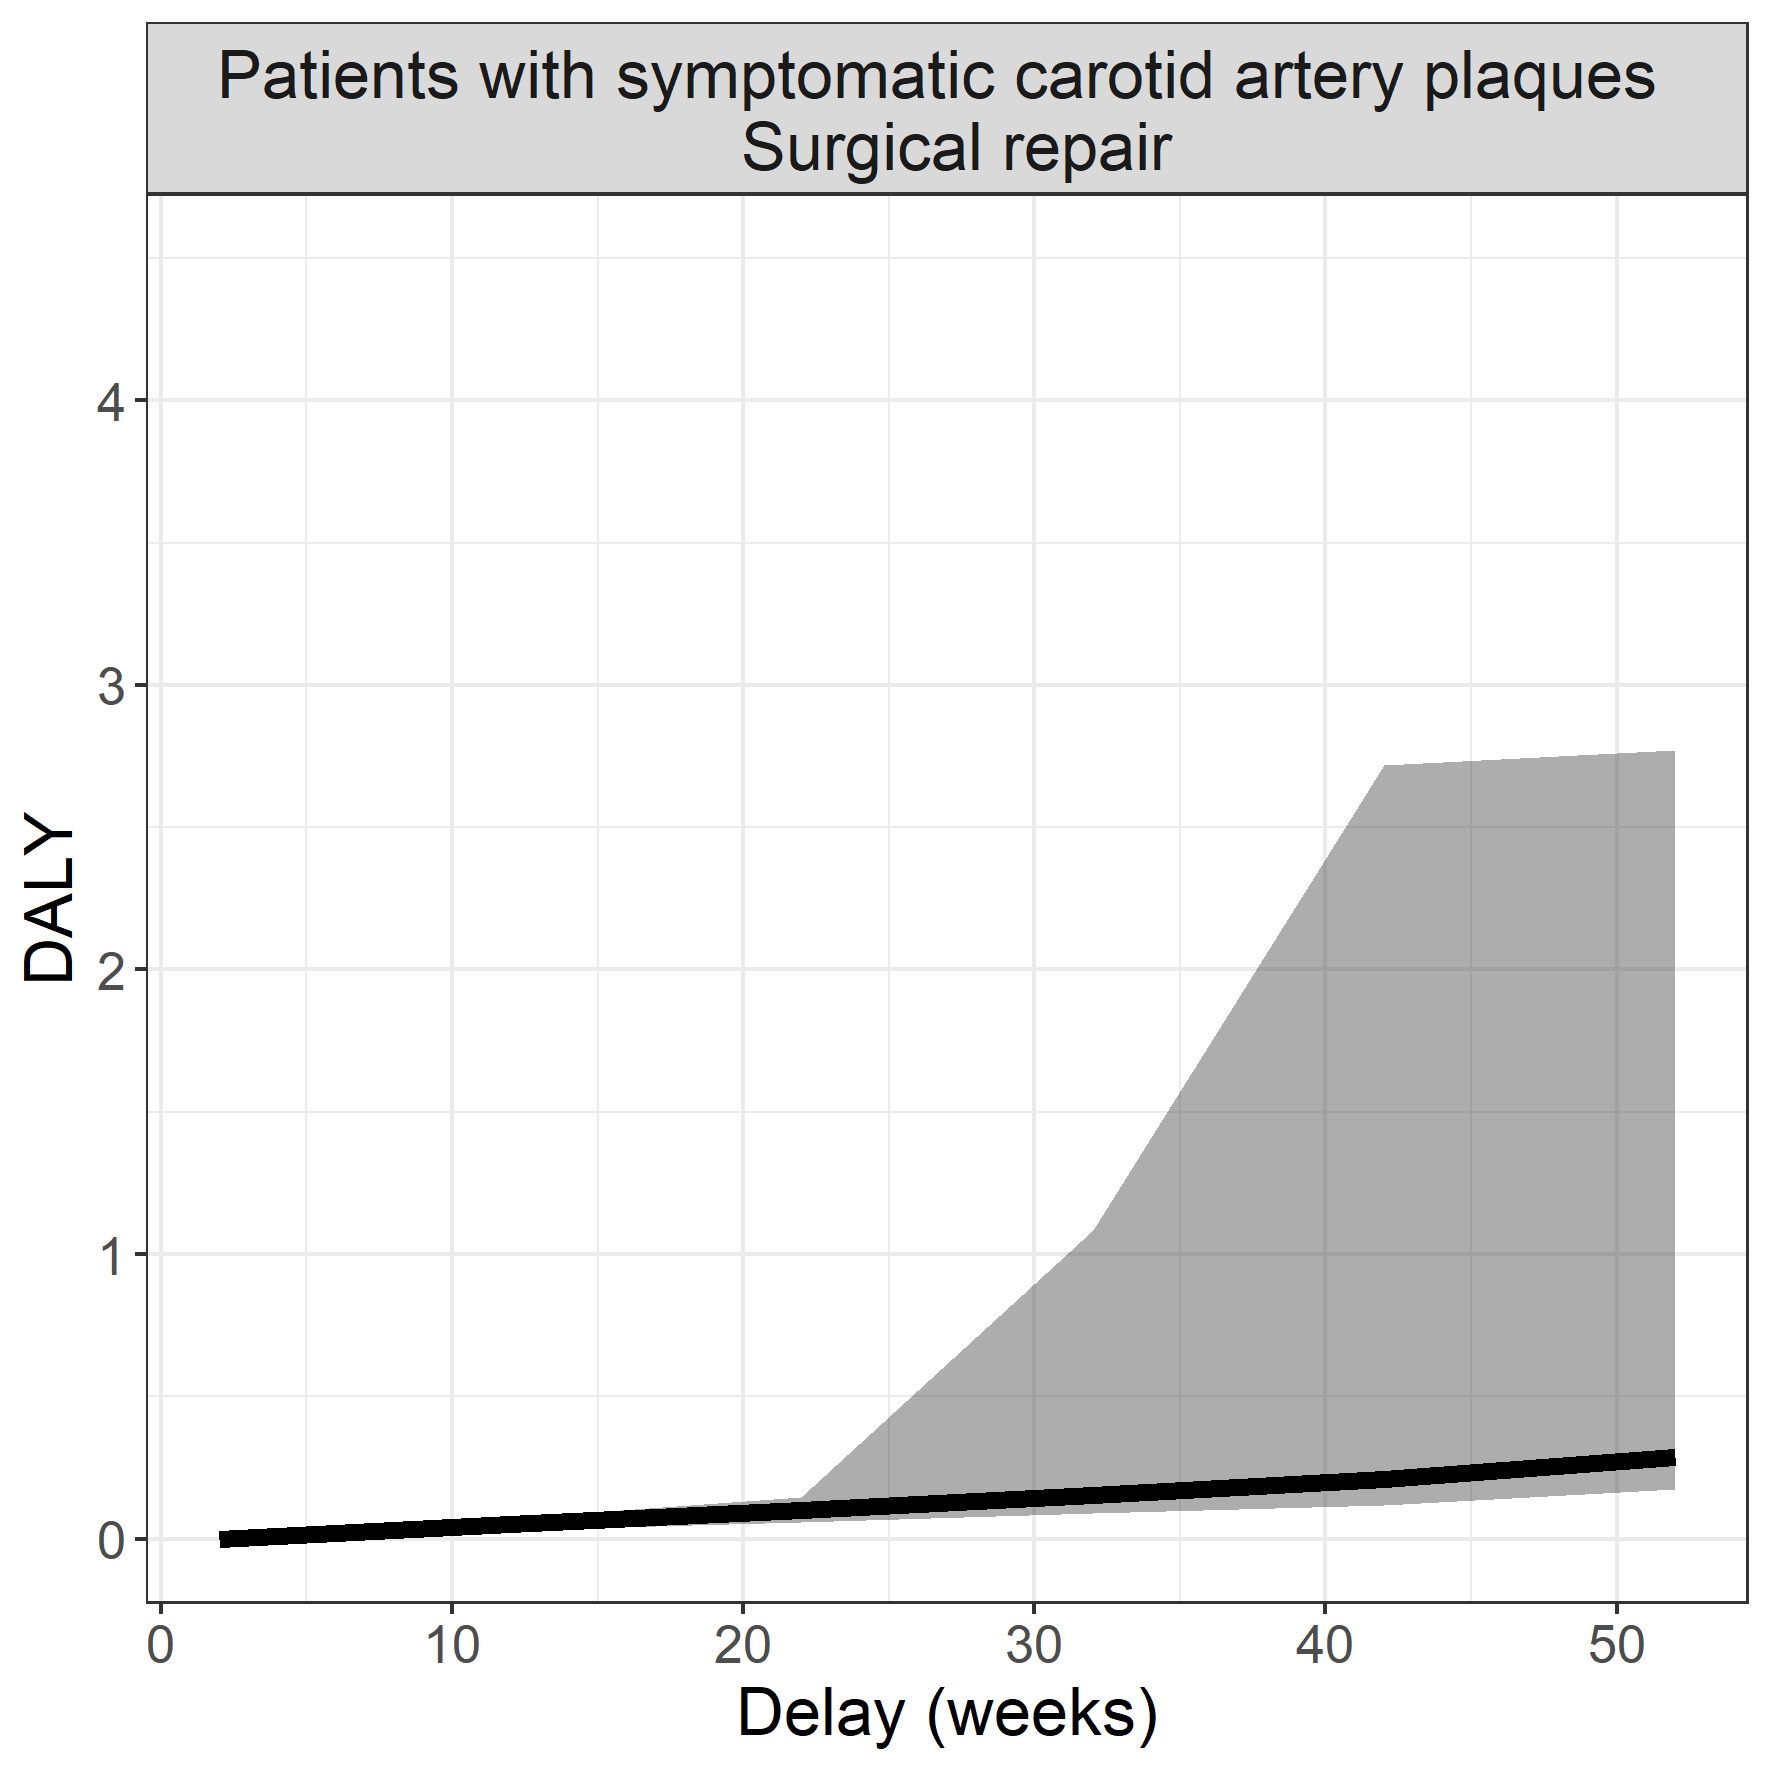 Patients with symptomatic carotid artery plaques
Surgical repair
4
3
2
1
0
DALY
0 10 20 30 40 50
Delay (weeks)